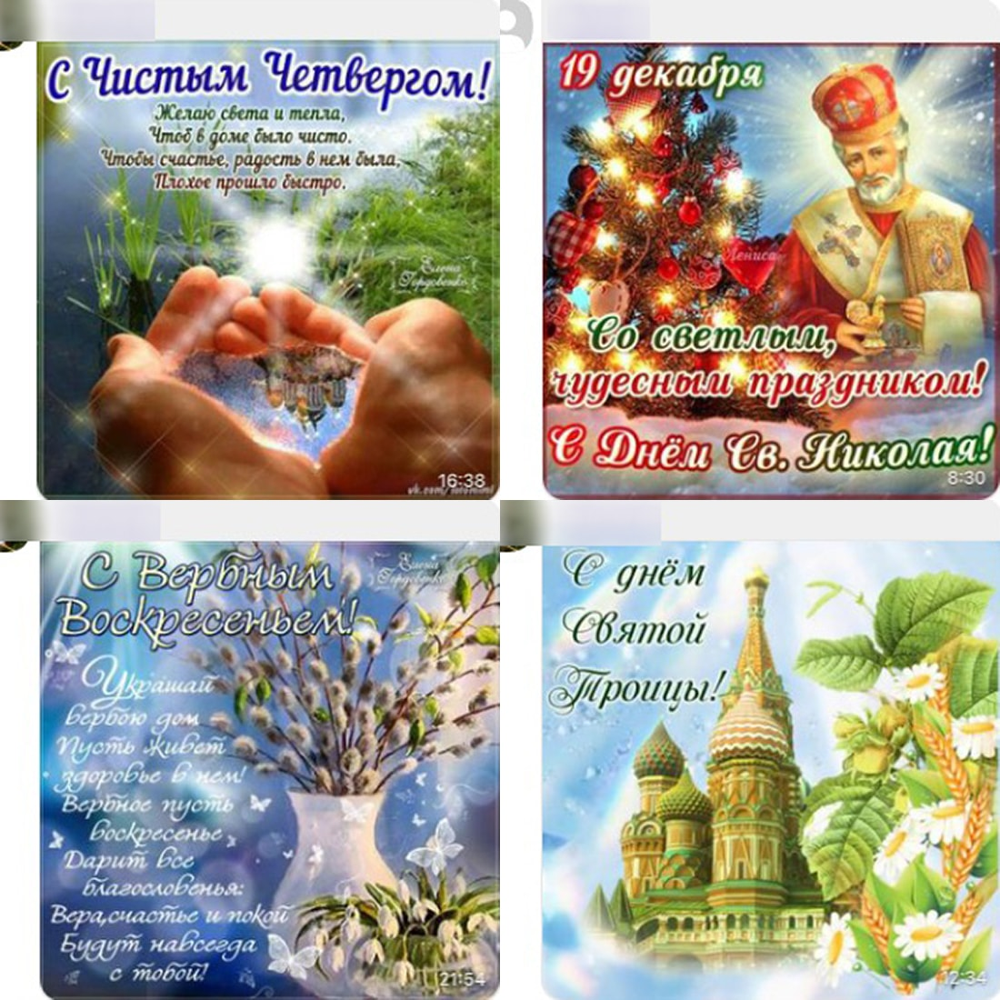 С Чистым Четвергом!
Желаю света и тепла,
Чтоб в доме было чисто.
Чтобы счастье, радость в нем была,
Плохое прошло быстро.
Елена
Гордовенко
16:38
19 декабря
Лениса
Со светлым,
чудесным праздником!
С Днём Св. Николая!
8:30
С Вербным
Воскресеньем!
Елена
Гордовенко
Украшай
вербою дом
Пусть живет
здоровье в нем!
Вербное пусть
воскресенье
Дарит все
благословенья:
Вера,счастье и покой
Будут навсегда
с тобой!
21:54
С днём
Святой
Троицы!
12:34